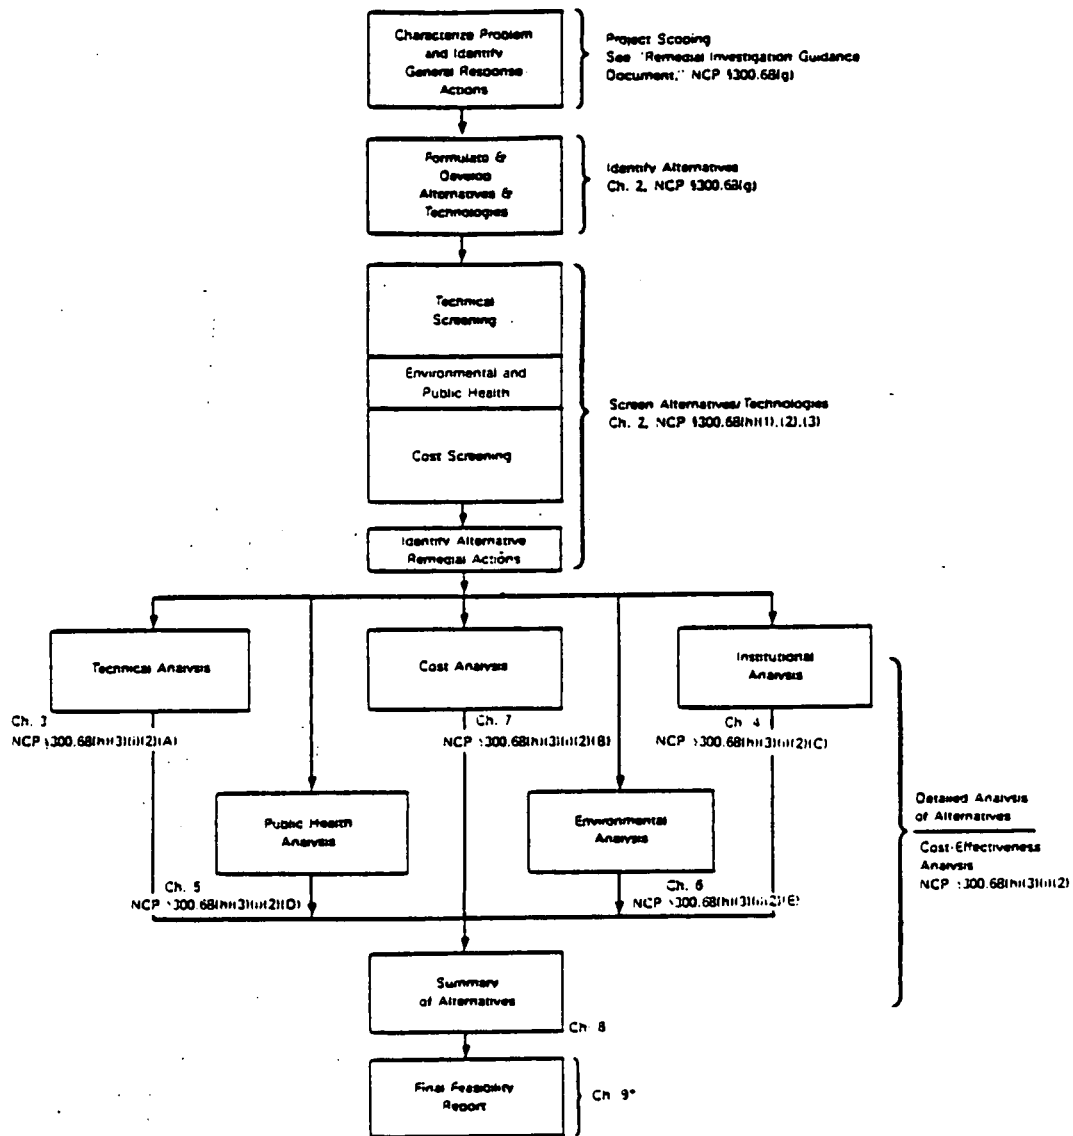 Characterize Problem
and Identify
General Response
Actions
Project Scoping
See "Remedial Investigation Guidance
Document," NCP §300.68(g)
Formulate &
Develop
Alternatives &
Technologies
Identify Alternatives
Ch. 2, NCP §300.68(g)
Technical
Screening
Environmental and
Public Health
Cost Screening
Screen Alternatives/Technologies
Ch. 2, NCP §300.68(h)(1),(2),(3)
Identify Alternative
Remedial Actions
Technical Analysis
Cost Analysis
Institutional
Analysis
Ch. 3
NCP §300.68(h)(3)(i)(2)(A)
Ch. 7
NCP §300.68(h)(3)(i)(2)(B)
Ch. 4
NCP §300.68(h)(3)(i)(2)(C)
Public Health
Analysis
Environmental
Analysis
Ch. 5
NCP §300.68(h)(3)(i)(2)(D)
Ch. 6
NCP §300.68(h)(3)(i)(2)(E)
Detailed Analysis
of Alternatives
Cost-Effectiveness
Analysis
NCP §300.68(h)(3)(i)(2)
Summary
of Alternatives
Ch. 8
Final Feasibility
Report
Ch. 9*